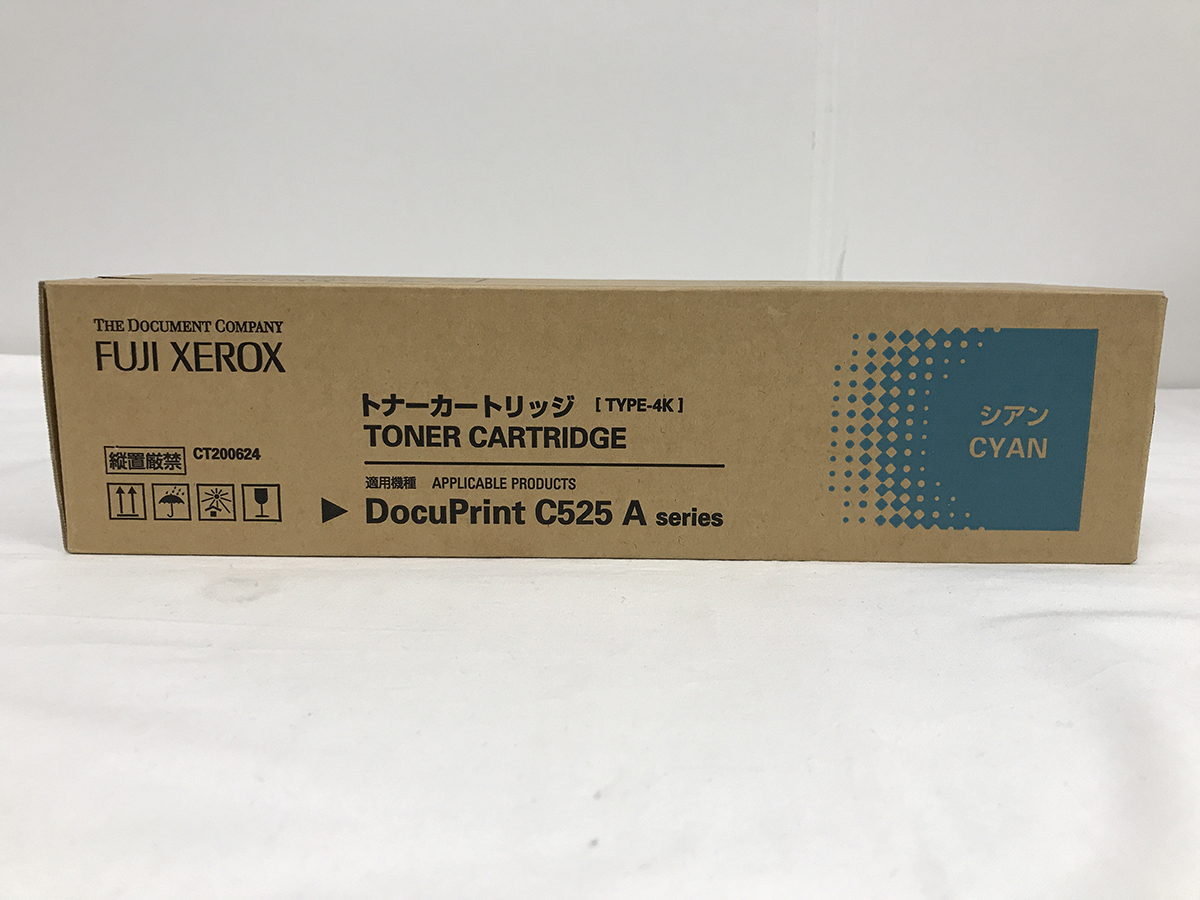 THE DOCUMENT COMPANY
FUJI XEROX
縦置厳禁 CT200624
トナーカートリッジ [ TYPE-4K ]
TONER CARTRIDGE
適用機種 APPLICABLE PRODUCTS
▶ DocuPrint C525 A series
シアン
CYAN